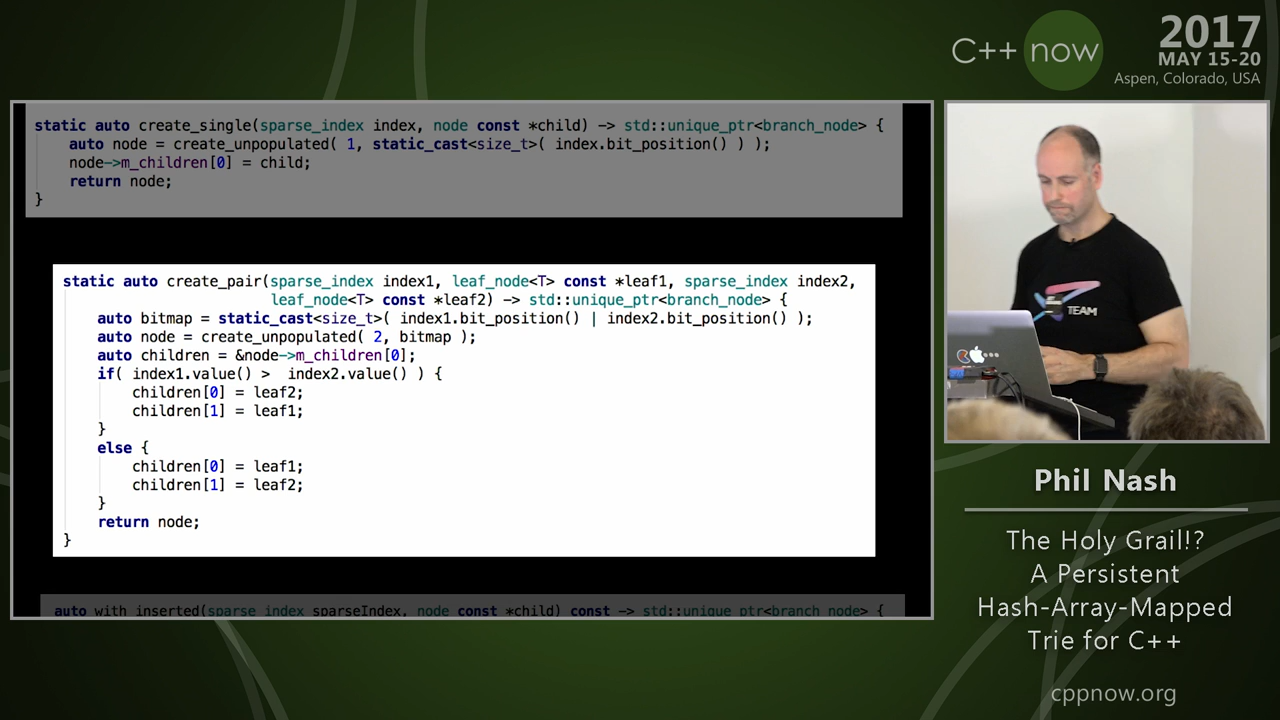 C++ now
2017
MAY 15-20
Aspen, Colorado, USA
static auto create_single(sparse_index index, node const *child) -> std::unique_ptr<branch_node> {
    auto node = create_unpopulated( 1, static_cast<size_t>( index.bit_position() ) );
    node->m_children[0] = child;
    return node;
}
static auto create_pair(sparse_index index1, leaf_node<T> const *leaf1, sparse_index index2,
                        leaf_node<T> const *leaf2) -> std::unique_ptr<branch_node> {
    auto bitmap = static_cast<size_t>( index1.bit_position() | index2.bit_position() );
    auto node = create_unpopulated( 2, bitmap );
    auto children = &node->m_children[0];
    if( index1.value() >  index2.value() ) {
        children[0] = leaf2;
        children[1] = leaf1;
    }
    else {
        children[0] = leaf1;
        children[1] = leaf2;
    }
    return node;
}
auto with_inserted(sparse_index sparseIndex, node const *child) const -> std::unique_ptr<branch_node> {
TEAM
Phil Nash
The Holy Grail!?
A Persistent
Hash-Array-Mapped
Trie for C++
cppnow.org